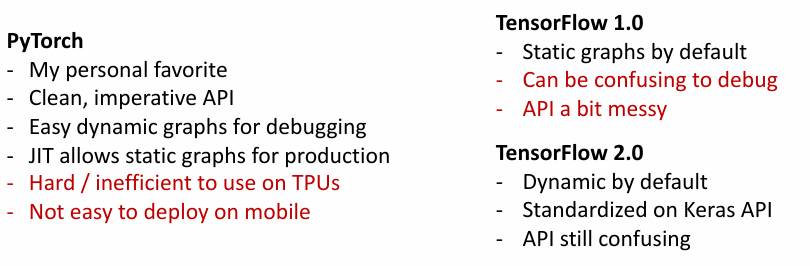 PyTorch
- My personal favorite
- Clean, imperative API
- Easy dynamic graphs for debugging
- JIT allows static graphs for production
- Hard / inefficient to use on TPUs
- Not easy to deploy on mobile
TensorFlow 1.0
- Static graphs by default
- Can be confusing to debug
- API a bit messy
TensorFlow 2.0
- Dynamic by default
- Standardized on Keras API
- API still confusing